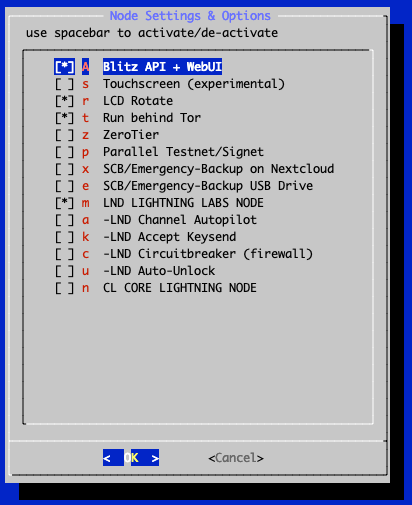 Node Settings & Options
use spacebar to activate/de-activate
[*] A Blitz API + WebUI
[ ] s Touchscreen (experimental)
[*] r LCD Rotate
[*] t Run behind Tor
[ ] z ZeroTier
[ ] p Parallel Testnet/Signet
[ ] x SCB/Emergency-Backup on Nextcloud
[ ] e SCB/Emergency-Backup USB Drive
[*] m LND LIGHTNING LABS NODE
[ ] a -LND Channel Autopilot
[ ] k -LND Accept Keysend
[ ] c -LND Circuitbreaker (firewall)
[ ] u -LND Auto-Unlock
[ ] n CL CORE LIGHTNING NODE
< OK > <Cancel>